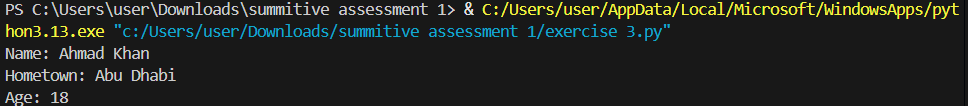 PS C:\Users\user\Downloads\summitive assessment 1> & C:/Users/user/AppData/Local/Microsoft/WindowsApps/pyt
hon3.13.exe "c:/Users/user/Downloads/summitive assessment 1/exercise 3.py"
Name: Ahmad Khan
Hometown: Abu Dhabi
Age: 18